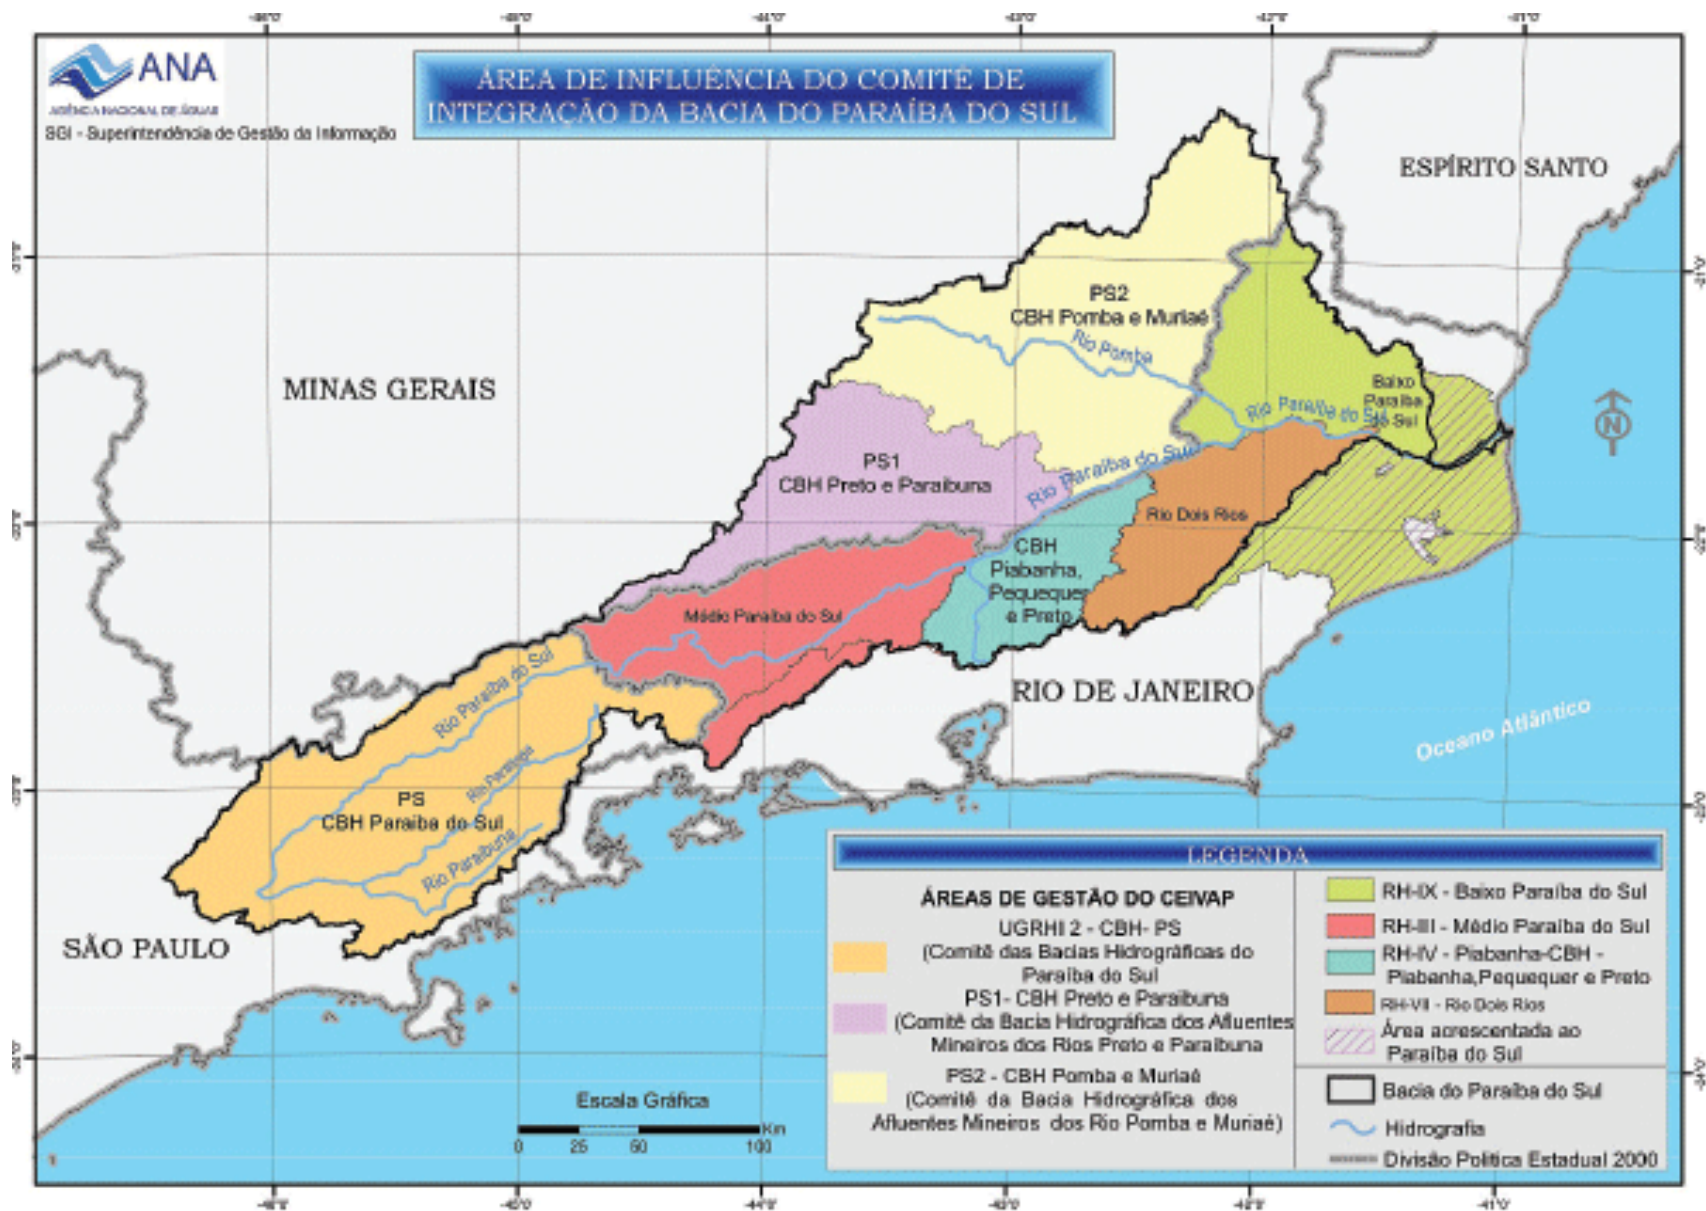 ANA
AGÊNCIA NACIONAL DE ÁGUAS
SGI - Superintendência de Gestão da Informação
ÁREA DE INFLUÊNCIA DO COMITÊ DE
INTEGRAÇÃO DA BACIA DO PARAÍBA DO SUL
ESPÍRITO SANTO
MINAS GERAIS
PS2
CBH Pomba e Muriaé
Rio Pomba
Baixo
Paraíba
do Sul
Rio Paraíba do Sul
PS1
CBH Preto e Paraibuna
Rio Paraíba do Sul
N
Rio Dois Rios
CBH
Piabanha,
Pequequer
e Preto
Médio Paraíba do Sul
Rio Paraíba do Sul
RIO DE JANEIRO
Oceano Atlântico
PS
CBH Paraíba do Sul
Rio Paraibuna
SÃO PAULO
Escala Gráfica
0 25 50 100 Km
LEGENDA
ÁREAS DE GESTÃO DO CEIVAP
UGRHI 2 - CBH- PS
(Comitê das Bacias Hidrográficas do
Paraíba do Sul
PS1- CBH Preto e Paraibuna
(Comitê da Bacia Hidrográfica dos Afluentes
Mineiros dos Rios Preto e Paraibuna
PS2 - CBH Pomba e Muriaé
(Comitê da Bacia Hidrográfica dos
Afluentes Mineiros dos Rio Pomba e Muriaé)
RH-IX - Baixo Paraíba do Sul
RH-III - Médio Paraíba do Sul
RH-IV - Piabanha-CBH -
Piabanha,Pequequer e Preto
RH-VII - Rio Dois Rios
Área acrescentada ao
Paraíba do Sul
Bacia do Paraíba do Sul
Hidrografia
Divisão Política Estadual 2000